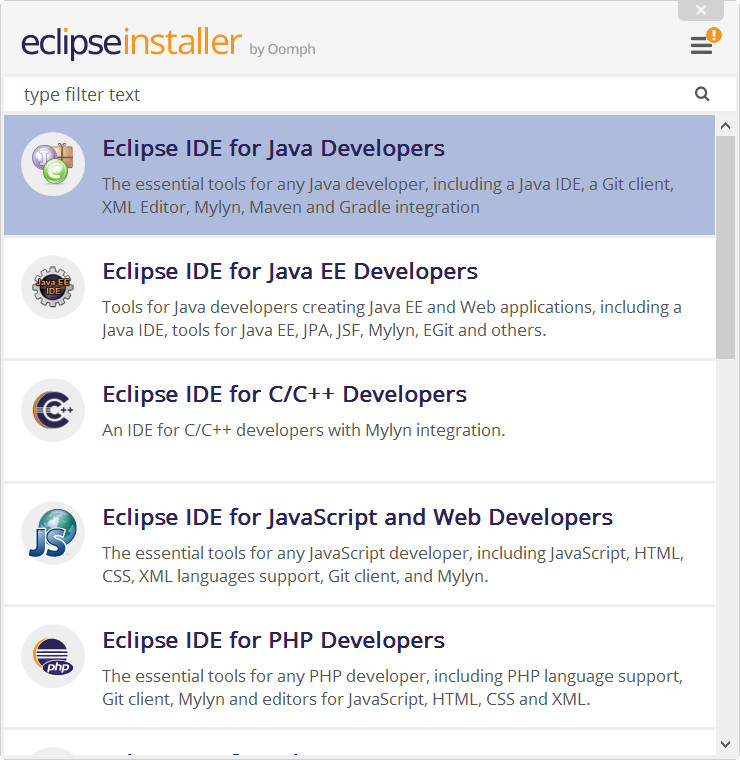 eclipseinstaller by Oomph
!
type filter text
Eclipse IDE for Java Developers
The essential tools for any Java developer, including a Java IDE, a Git client,
XML Editor, Mylyn, Maven and Gradle integration
J
C
Eclipse IDE for Java EE Developers
Java EE
IDE
Tools for Java developers creating Java EE and Web applications, including a
Java IDE, tools for Java EE, JPA, JSF, Mylyn, EGit and others.
Eclipse IDE for C/C++ Developers
C++
An IDE for C/C++ developers with Mylyn integration.
Eclipse IDE for JavaScript and Web Developers
JS
The essential tools for any JavaScript developer, including JavaScript, HTML,
CSS, XML languages support, Git client, and Mylyn.
Eclipse IDE for PHP Developers
php
The essential tools for any PHP developer, including PHP language support,
Git client, Mylyn and editors for JavaScript, HTML, CSS and XML.